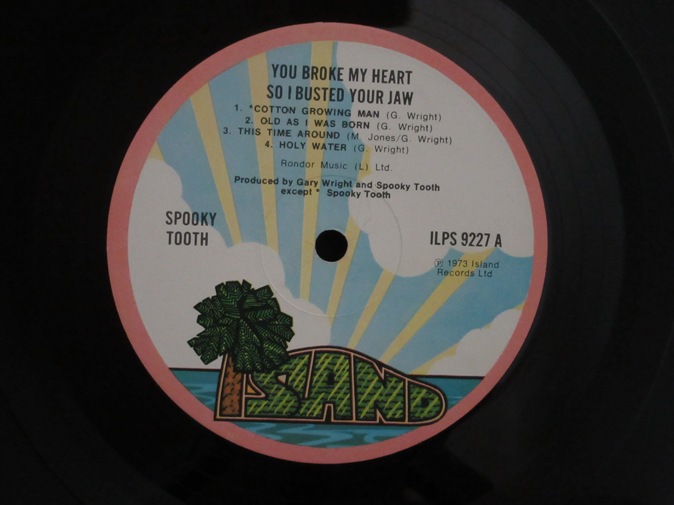 YOU BROKE MY HEART
SO I BUSTED YOUR JAW
1. *COTTON GROWING MAN (G. Wright)
2. OLD AS I WAS BORN (G. Wright)
3. THIS TIME AROUND (M. Jones/G. Wright)
4. HOLY WATER (G. Wright)
Rondor Music (L) Ltd.
Produced by Gary Wright and Spooky Tooth
except * Spooky Tooth
SPOOKY
TOOTH
ILPS 9227 A
℗ 1973 Island
Records Ltd
ISLAND